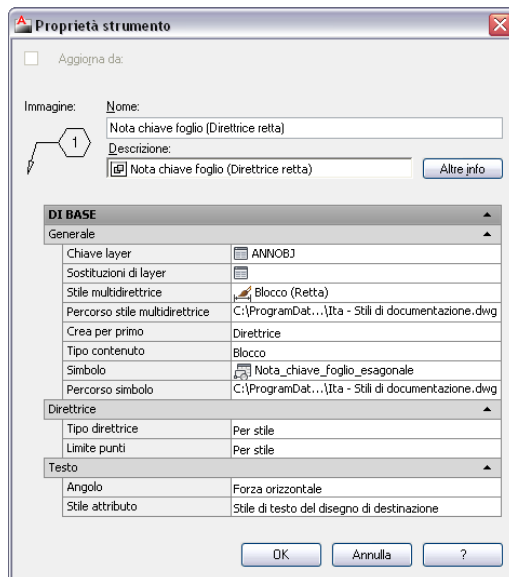 Proprietà strumento
Aggiorna da:
Immagine:
Nome:
1
Nota chiave foglio (Direttrice retta)
Descrizione:
Nota chiave foglio (Direttrice retta)
Altre info
DI BASE
Generale
Chiave layer ANNOBJ
Sostituzioni di layer
Stile multidirettrice Blocco (Retta)
Percorso stile multidirettrice C:\ProgramDat...\Ita - Stili di documentazione.dwg
Crea per primo Direttrice
Tipo contenuto Blocco
Simbolo Nota_chiave_foglio_esagonale
Percorso simbolo C:\ProgramDat...\Ita - Stili di documentazione.dwg
Direttrice
Tipo direttrice Per stile
Limite punti Per stile
Testo
Angolo Forza orizzontale
Stile attributo Stile di testo del disegno di destinazione
OK Annulla ?